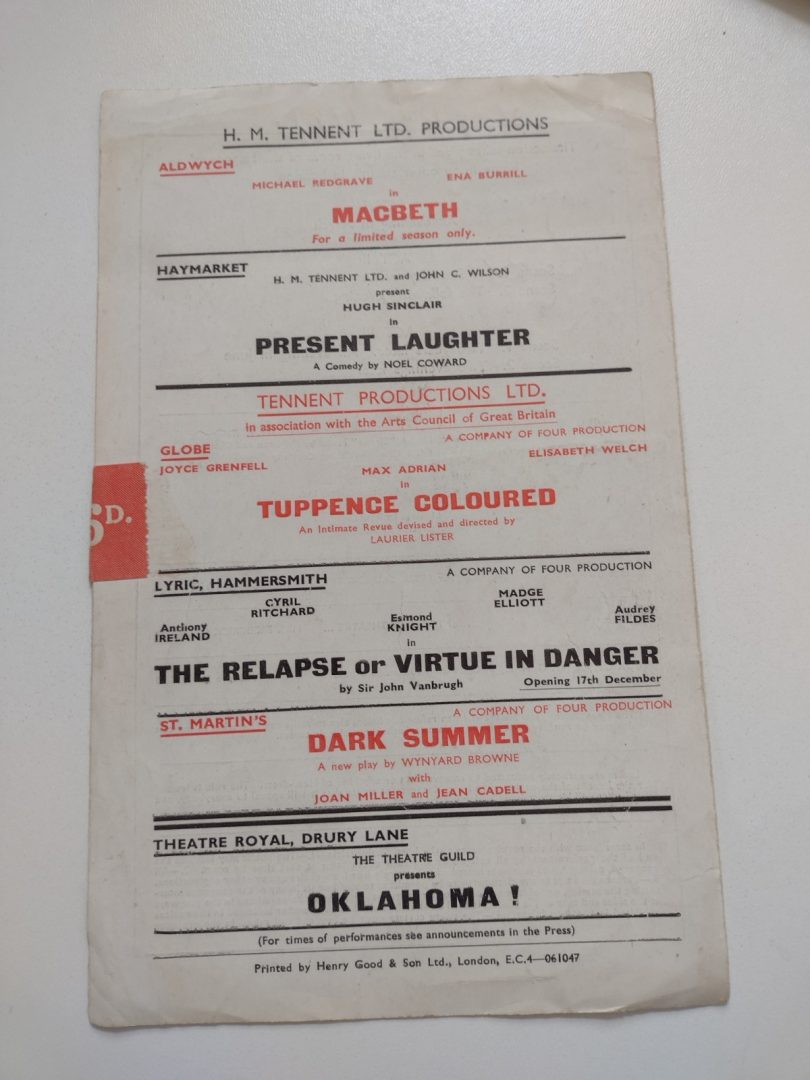 H. M. TENNENT LTD. PRODUCTIONS
ALDWYCH
MICHAEL REDGRAVE ENA BURRILL
in
MACBETH
For a limited season only.
HAYMARKET
H. M. TENNENT LTD. and JOHN C. WILSON
present
HUGH SINCLAIR
in
PRESENT LAUGHTER
A Comedy by NOEL COWARD
TENNENT PRODUCTIONS LTD.
in association with the Arts Council of Great Britain
A COMPANY OF FOUR PRODUCTION
GLOBE
JOYCE GRENFELL MAX ADRIAN ELISABETH WELCH
in
TUPPENCE COLOURED
An Intimate Revue devised and directed by
LAURIER LISTER
6D.
LYRIC, HAMMERSMITH A COMPANY OF FOUR PRODUCTION
Anthony IRELAND CYRIL RITCHARD Esmond KNIGHT MADGE ELLIOTT Audrey FILDES
in
THE RELAPSE or VIRTUE IN DANGER
by Sir John Vanbrugh Opening 17th December
ST. MARTIN'S A COMPANY OF FOUR PRODUCTION
DARK SUMMER
A new play by WYNYARD BROWNE
with
JOAN MILLER and JEAN CADELL
THEATRE ROYAL, DRURY LANE
THE THEATRE GUILD
presents
OKLAHOMA !
(For times of performances see announcements in the Press)
Printed by Henry Good & Son Ltd., London, E.C.4—061047